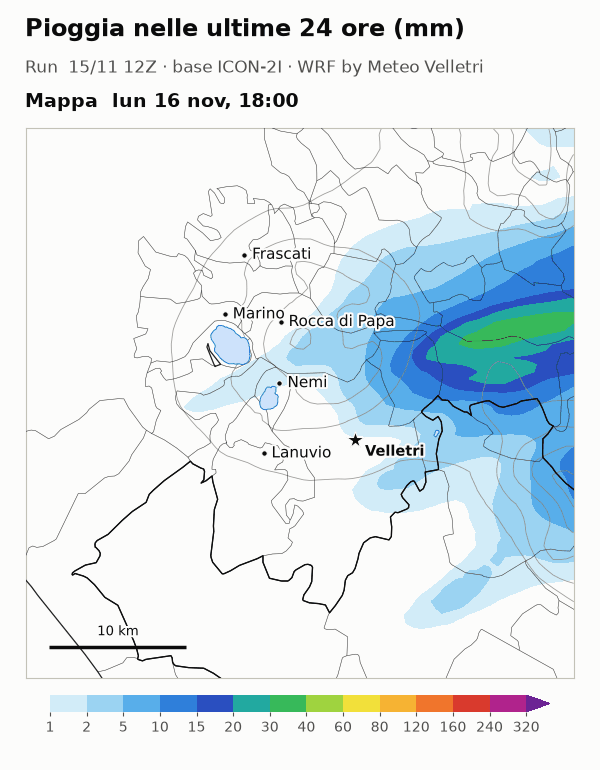 Pioggia nelle ultime 24 ore (mm)
Run  15/11 12Z · base ICON-2I · WRF by Meteo Velletri
Mappa  lun 16 nov, 18:00
Frascati
Marino
Rocca di Papa
Nemi
Velletri
Lanuvio
10 km
1 2 5 10 15 20 30 40 60 80 120 160 240 320